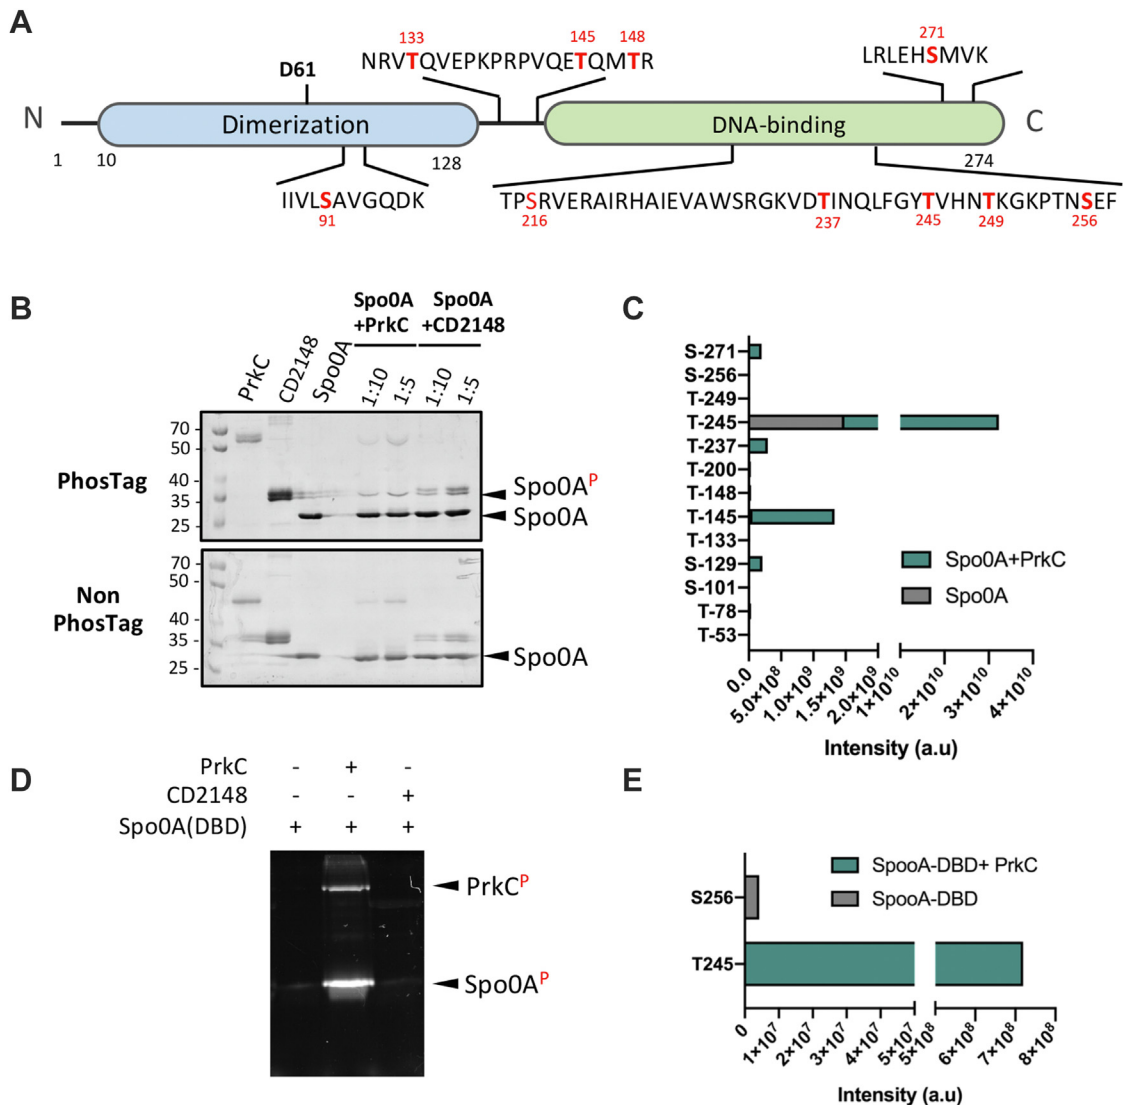 A
133
145
148
NRVTQVEPKPRPVQETQMTR
271
LRLEHSMVK
D61
N
Dimerization
DNA-binding
C
1
10
128
274
IIVLSAVGQDK
91
TPSRVERAIRHAIEVAWSRGKVDTINQLFGYTVHNTKGKPTNSEF
216
237
245
249
256
B
Spo0A
+PrkC
Spo0A
+CD2148
PrkC
CD2148
Spo0A
1:10
1:5
1:10
1:5
PhosTag
70 -
50 -
40 -
35 -
25 -
Spo0AP
Spo0A
Non
PhosTag
70 -
50 -
40 -
35 -
25 -
Spo0A
C
S-271
S-256
T-249
T-245
T-237
T-200
T-148
T-145
T-133
S-129
S-101
T-78
T-53
Spo0A+PrkC
Spo0A
0.0
5.0×10⁸
1.0×10⁹
1.5×10⁹
2.0×10⁹
1×10¹⁰
2×10¹⁰
3×10¹⁰
4×10¹⁰
Intensity (a.u)
D
PrkC - + -
CD2148 - - +
Spo0A(DBD) + + +
PrkCP
Spo0AP
E
SpooA-DBD+ PrkC
SpooA-DBD
S256
T245
0
1×10⁷
2×10⁷
3×10⁷
4×10⁷
5×10⁷
5×10⁸
6×10⁸
7×10⁸
8×10⁸
Intensity (a.u)